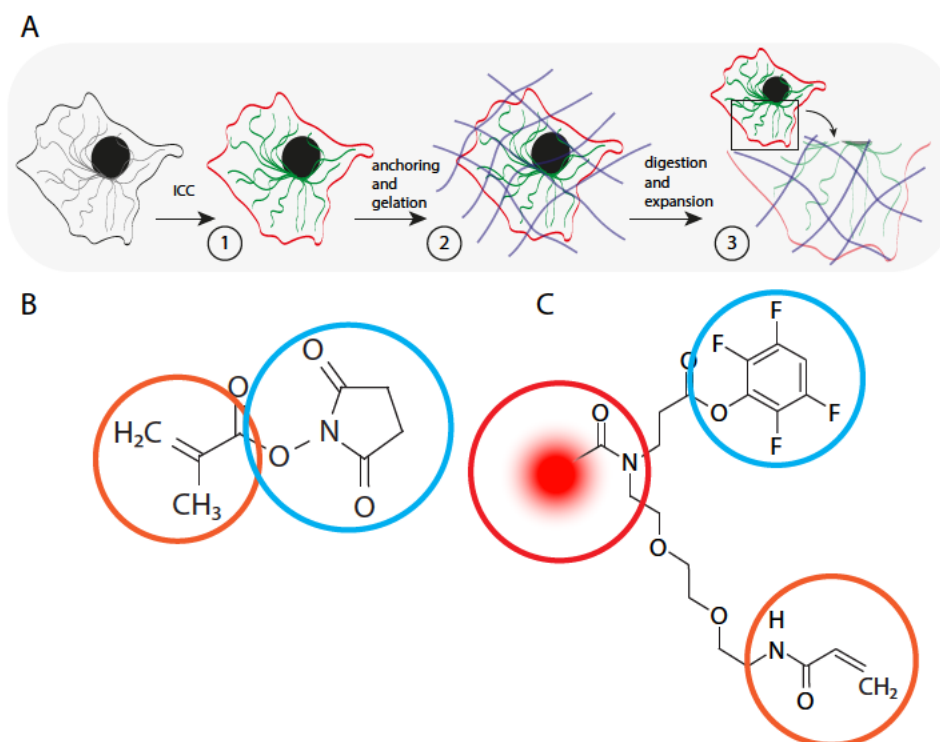 A
ICC
anchoring
and
gelation
digestion
and
expansion
1
2
3
B
C
O
O
H₂C
N
O
CH₃
O
F
F
O
O
O
F
F
N
O
O
H
N
O
CH₂